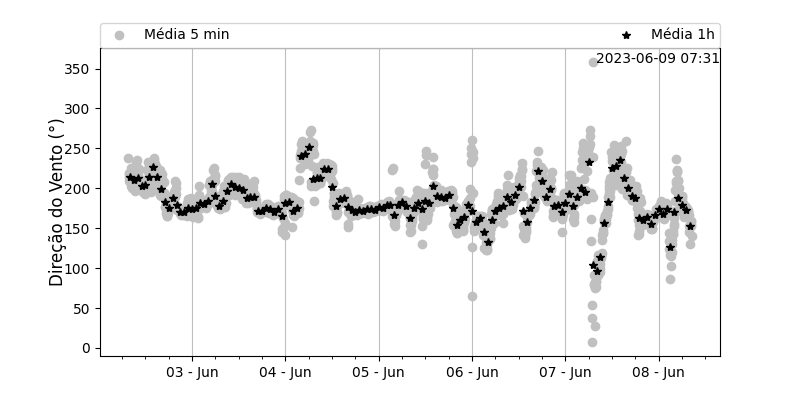 Média 5 min
Média 1h
2023-06-09 07:31
Direção do Vento (°)
350
300
250
200
150
100
50
0
03 - Jun
04 - Jun
05 - Jun
06 - Jun
07 - Jun
08 - Jun